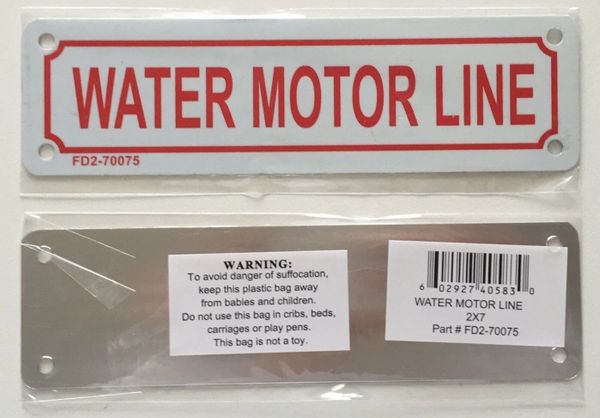 WATER MOTOR LINE
FD2-70075
WARNING:
To avoid danger of suffocation,
keep this plastic bag away
from babies and children.
Do not use this bag in cribs, beds,
carriages or play pens.
This bag is not a toy.
6 02927 40583 0
WATER MOTOR LINE
2X7
Part # FD2-70075